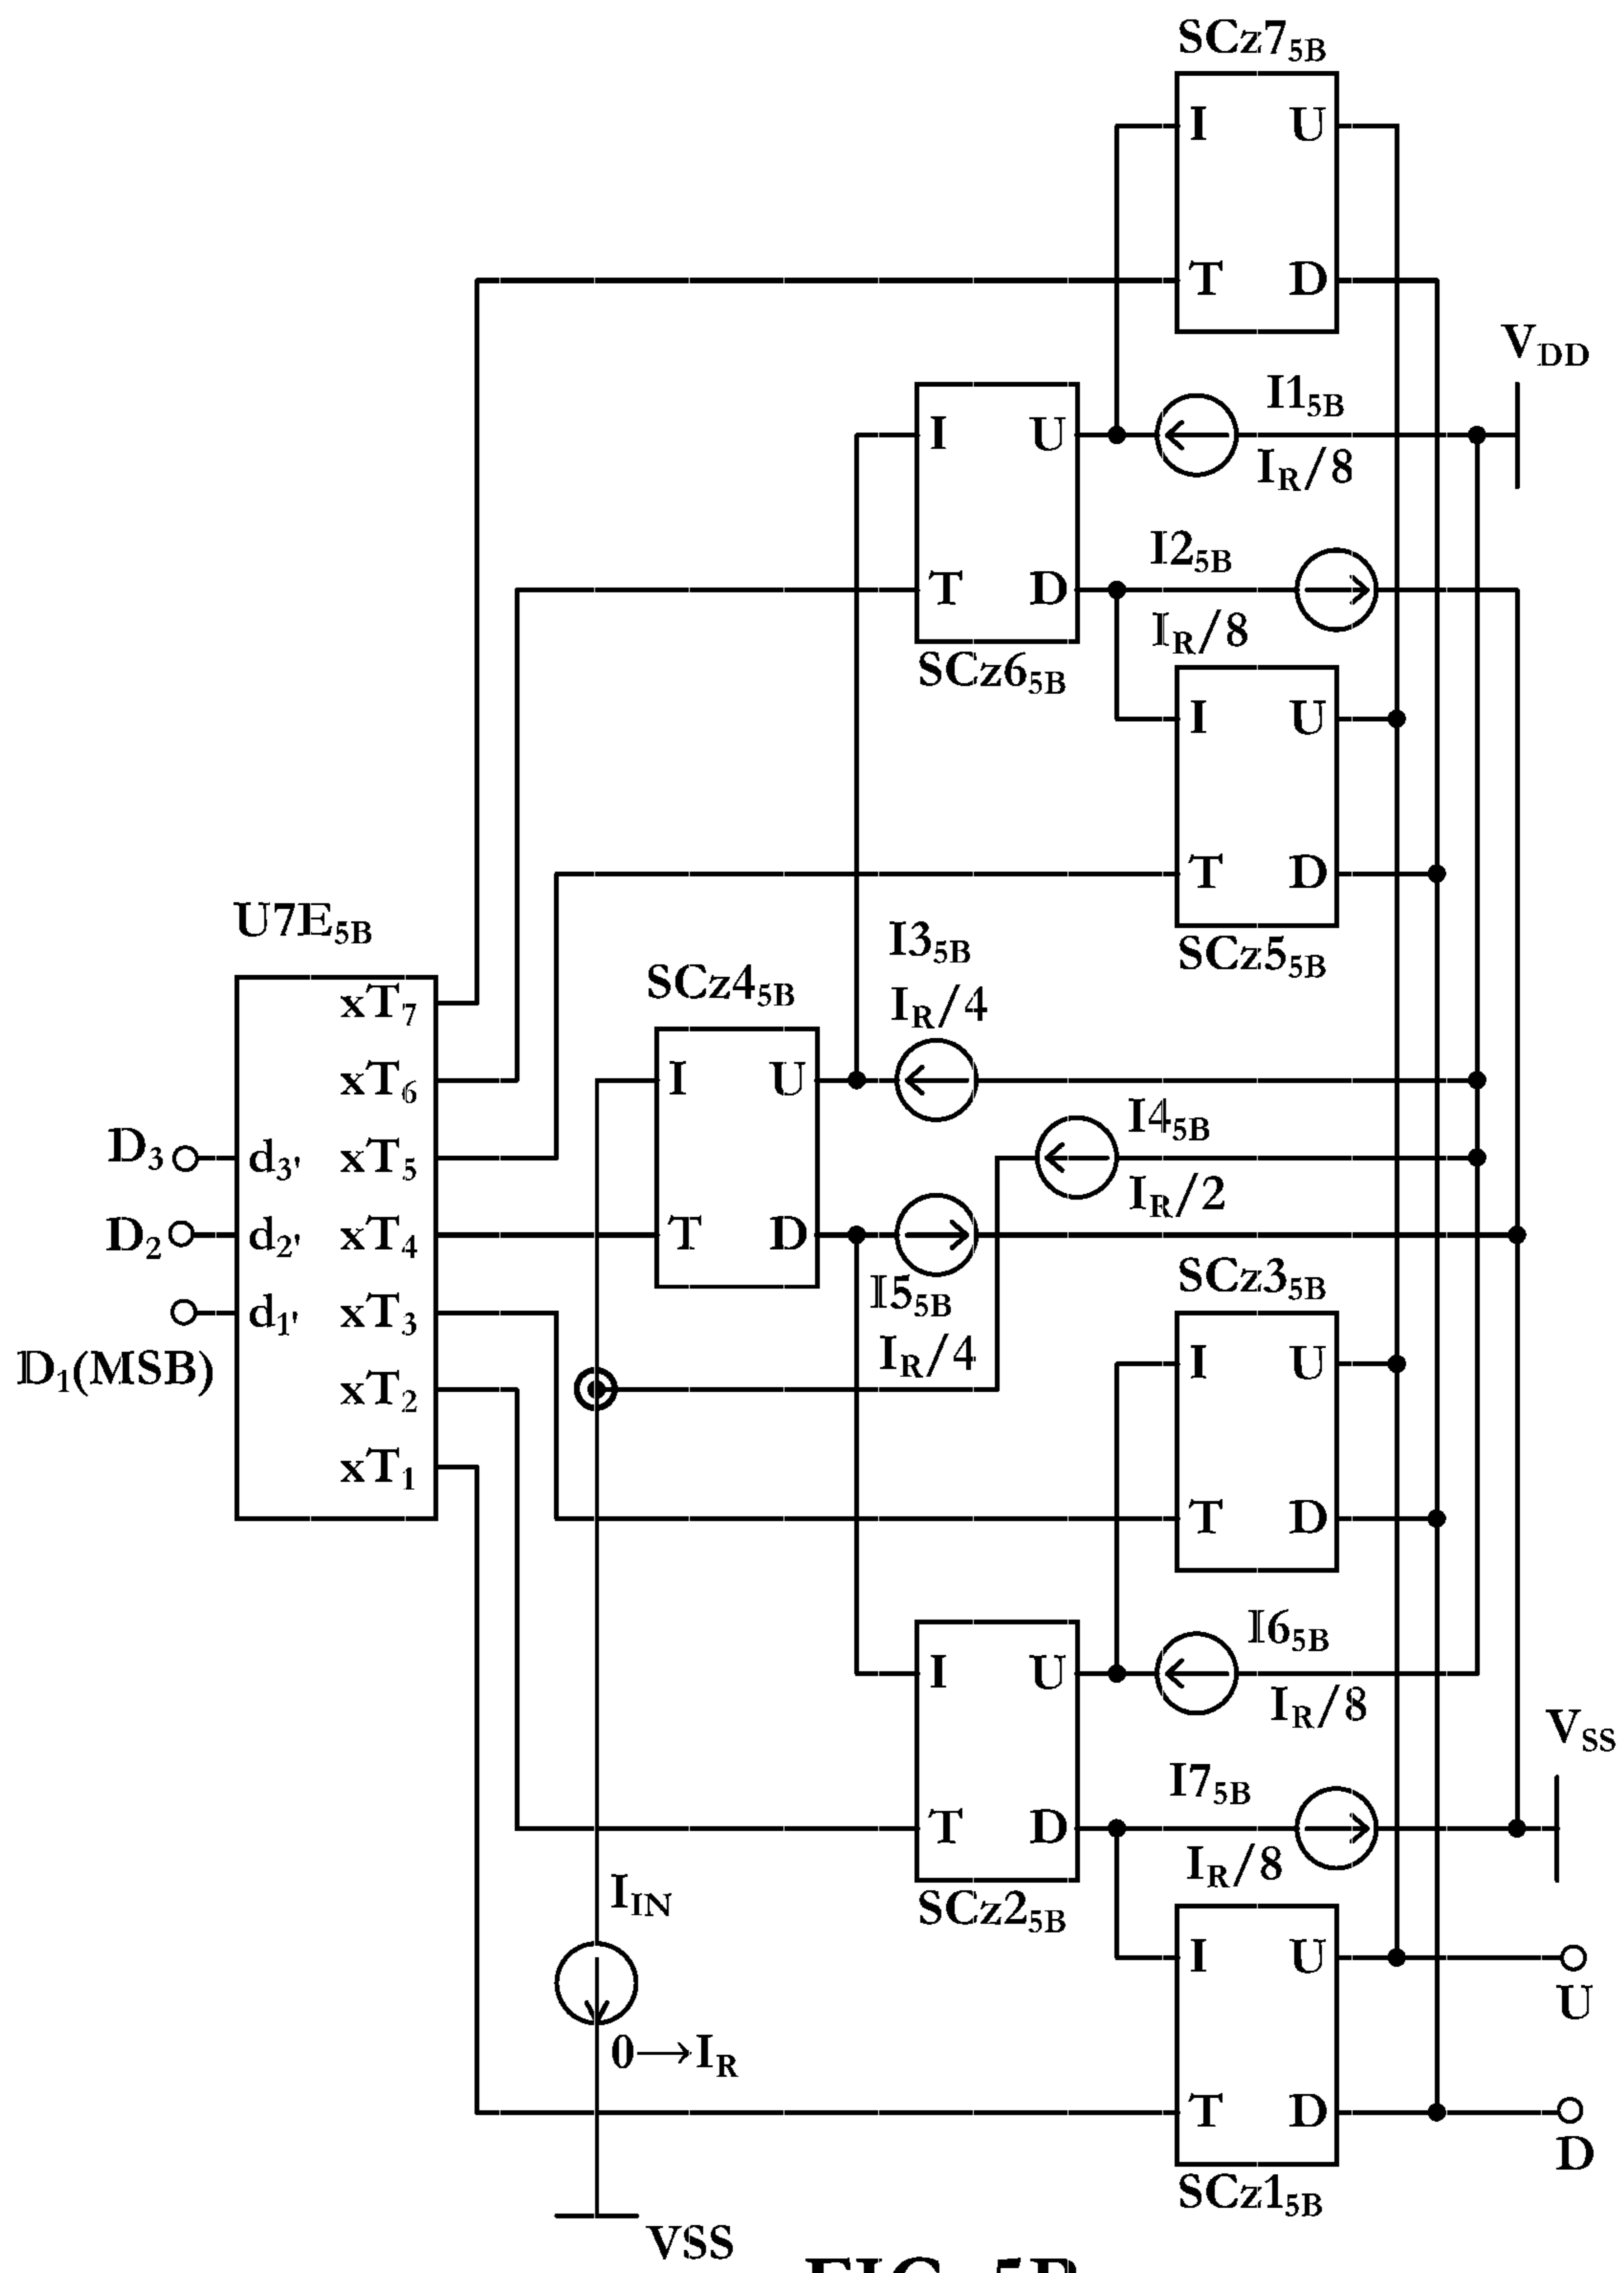 SCz7₅B
I U
T D
V_DD
I1₅B
I_R/8
I U
T D
SCz6₅B
I2₅B
I_R/8
I U
T D
SCz5₅B
U7E₅B
xT₇
xT₆
xT₅
xT₄
xT₃
xT₂
xT₁
D₃ d₃'
D₂ d₂'
d₁'
D₁(MSB)
SCz4₅B
I U
T D
I3₅B
I_R/4
I4₅B
I_R/2
I5₅B
I_R/4
SCz3₅B
I U
T D
I6₅B
I_R/8
I U
T D
SCz2₅B
I7₅B
I_R/8
V_SS
I_IN
0→I_R
VSS
I U
T D
SCz1₅B
U
D